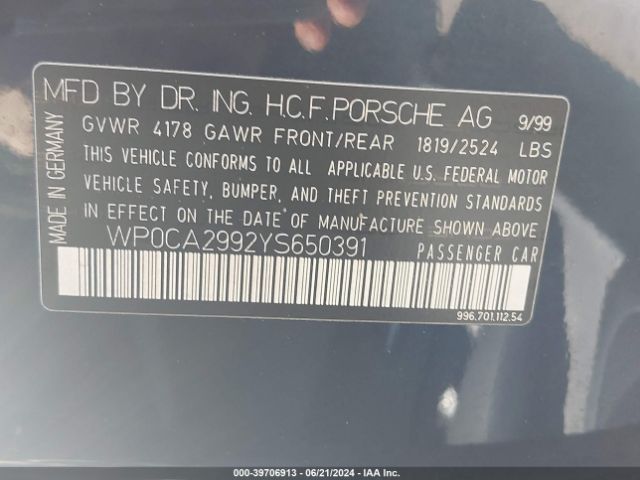 MFD BY DR. ING. H.C.F. PORSCHE AG 9/99
GVWR 4178 GAWR FRONT/REAR 1819/2524 LBS
THIS VEHICLE CONFORMS TO ALL APPLICABLE U.S. FEDERAL MOTOR
VEHICLE SAFETY, BUMPER, AND THEFT PREVENTION STANDARDS
IN EFFECT ON THE DATE OF MANUFACTURE SHOWN ABOVE
WP0CA2992YS650391 PASSENGER CAR
996.701.112.54
MADE IN GERMANY
000-39706913 - 06/21/2024 - IAA LLC